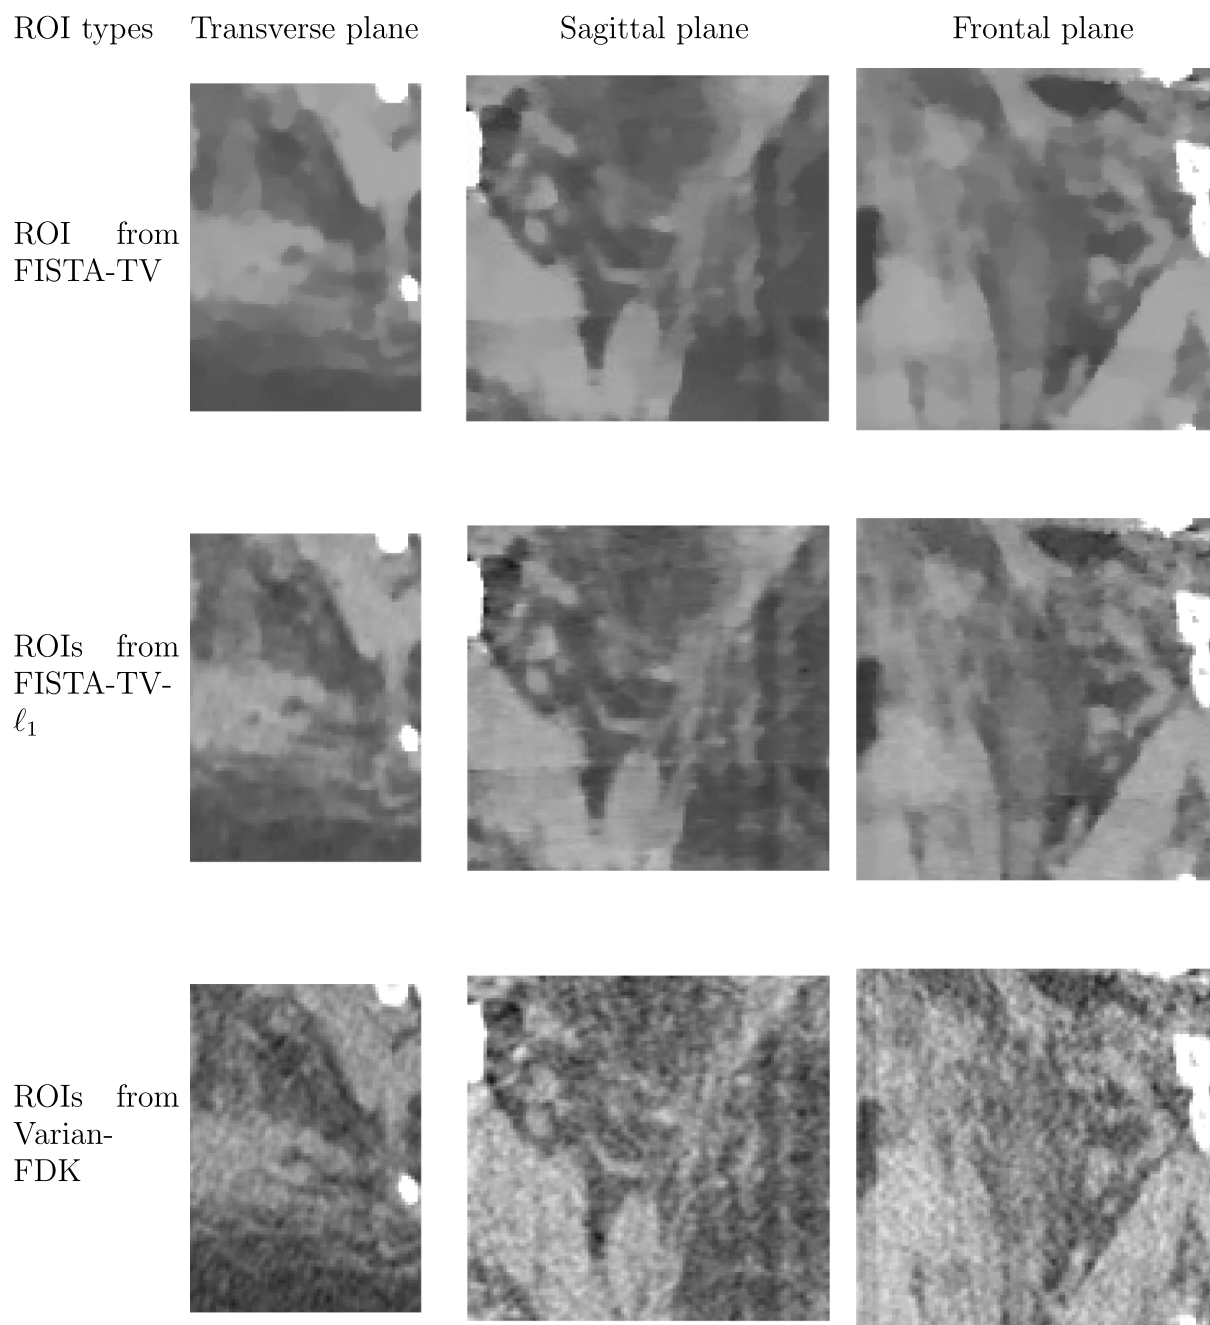 ROI types Transverse plane Sagittal plane Frontal plane
ROI from
FISTA-TV
ROIs from
FISTA-TV-
ℓ₁
ROIs from
Varian-
FDK